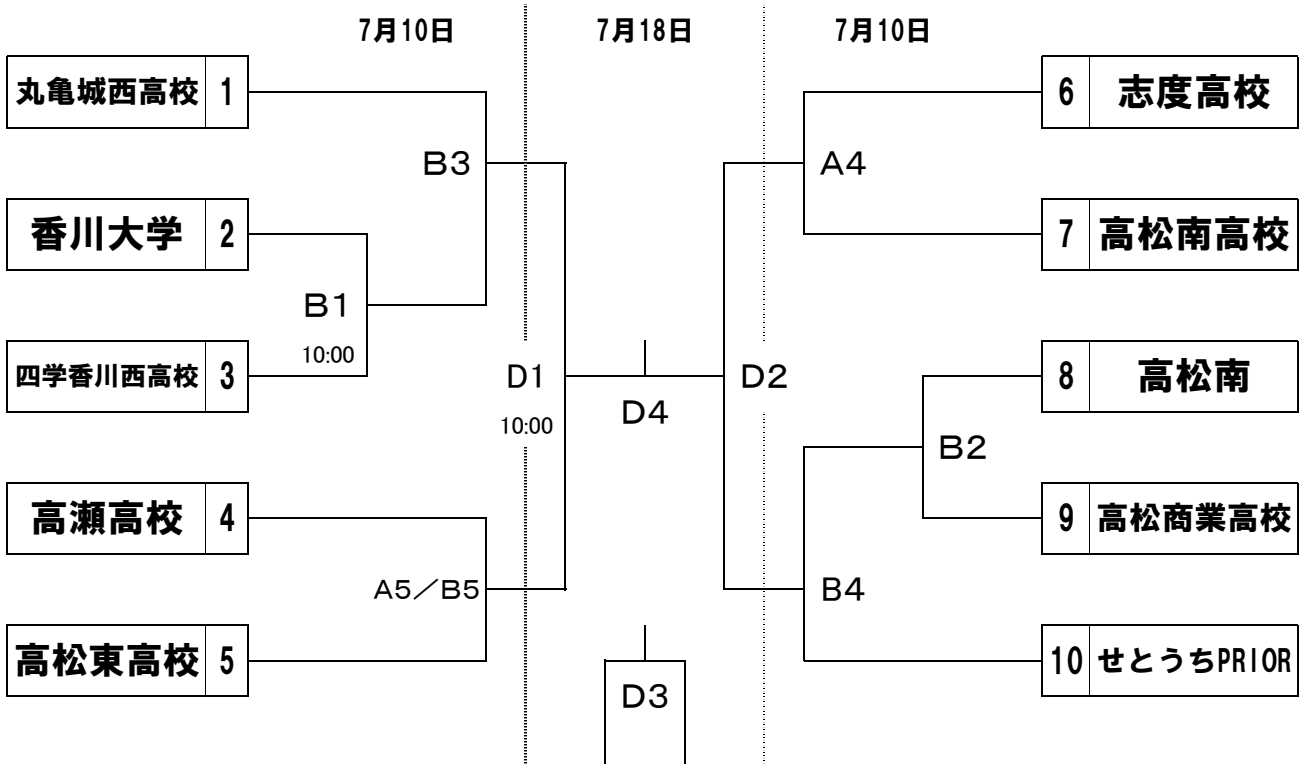 7月10日
7月18日
7月10日
丸亀城西高校 1
香川大学 2
四学香川西高校 3
高瀬高校 4
高松東高校 5
B3
B1
10:00
A5／B5
D1
10:00
D4
D3
D2
A4
B2
B4
6 志度高校
7 高松南高校
8 高松南
9 高松商業高校
10 せとうちPRIOR